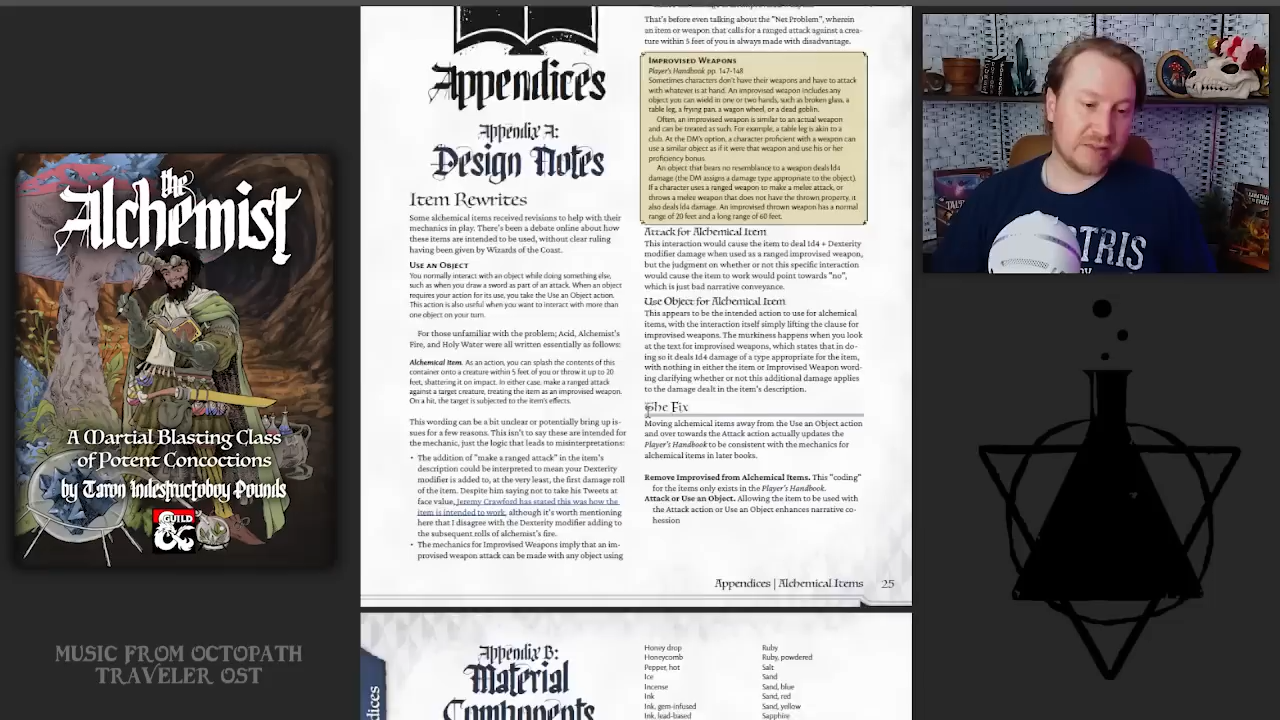 the
Alchemist
A Martial Blasting Class
of Potent Concoctions
by Taron Indestructoboy Pounds
GUILD
MUSIC FROM OCTOPATH
TRAVELER OST
Appendices
Appendix A:
Design Notes
Item Rewrites
Some alchemical items received revisions to help with their
mechanics in play. There's been a debate online about how
these items are intended to be used, without clear ruling
having been given by Wizards of the Coast.
Use an Object
You normally interact with an object while doing something else,
such as when you draw a sword as part of an attack. When an object
requires your action for its use, you take the Use an Object action.
This action is also useful when you want to interact with more than
one object on your turn.
For those unfamiliar with the problem; Acid, Alchemist's
Fire, and Holy Water were all written essentially as follows:
Alchemical Item. As an action, you can splash the contents of this
container onto a creature within 5 feet of you or throw it up to 20
feet, shattering it on impact. In either case, make a ranged attack
against a target creature, treating the item as an improvised weapon.
On a hit, the target is subjected to the item's effects.
This wording can be a bit unclear or potentially bring up is-
sues for a few reasons. This isn't to say these are intended for
the mechanic, just the logic that leads to misinterpretations:
• The addition of "make a ranged attack" in the item's
description could be interpreted to mean your Dexterity
modifier is added to, at the very least, the first damage roll
of the item. Despite him saying not to take his Tweets at
face value, Jeremy Crawford has stated this was how the
item is intended to work, although it's worth mentioning
here that I disagree with the Dexterity modifier adding to
the subsequent rolls of alchemist's fire.
• The mechanics for Improvised Weapons imply that an im-
provised weapon attack can be made with any object using
That's before even talking about the "Net Problem", wherein
an item or weapon that calls for a ranged attack against a crea-
ture within 5 feet of you is always made with disadvantage.
Improvised Weapons
Player's Handbook pp. 147-148
Sometimes characters don't have their weapons and have to attack
with whatever is at hand. An improvised weapon includes any
object you can wield in one or two hands, such as broken glass, a
table leg, a frying pan, a wagon wheel, or a dead goblin.
Often, an improvised weapon is similar to an actual weapon
and can be treated as such. For example, a table leg is akin to a
club. At the DM's option, a character proficient with a weapon can
use a similar object as if it were that weapon and use his or her
proficiency bonus.
An object that bears no resemblance to a weapon deals 1d4
damage (the DM assigns a damage type appropriate to the object).
If a character uses a ranged weapon to make a melee attack, or
throws a melee weapon that does not have the thrown property, it
also deals 1d4 damage. An improvised thrown weapon has a normal
range of 20 feet and a long range of 60 feet.
Attack for Alchemical Item
This interaction would cause the item to deal 1d4 + Dexterity
modifier damage when used as a ranged improvised weapon,
but the judgment on whether or not this specific interaction
would cause the item to work would point towards "no",
which is just bad narrative conveyance.
Use Object for Alchemical Item
This appears to be the intended action to use for alchemical
items, with the interaction itself simply lifting the clause for
improvised weapons. The murkiness happens when you look
at the text for improvised weapons, which states that in do-
ing so it deals 1d4 damage of a type appropriate for the item,
with nothing in either the item or Improvised Weapon word-
ing clarifying whether or not this additional damage applies
to the damage dealt in the item's description.
The Fix
Moving alchemical items away from the Use an Object action
and over towards the Attack action actually updates the
Player's Handbook to be consistent with the mechanics for
alchemical items in later books.
Remove Improvised from Alchemical Items. This "coding"
for the items only exists in the Player's Handbook.
Attack or Use an Object. Allowing the item to be used with
the Attack action or Use an Object enhances narrative co-
hession
Appendices | Alchemical Items 25
Appendix B:
Material
Components
Honey drop
Honeycomb
Pepper, hot
Ice
Incense
Ink
Ink, gem-infused
Ink, lead-based
Ruby
Ruby, powdered
Salt
Sand
Sand, blue
Sand, red
Sand, yellow
Sapphire